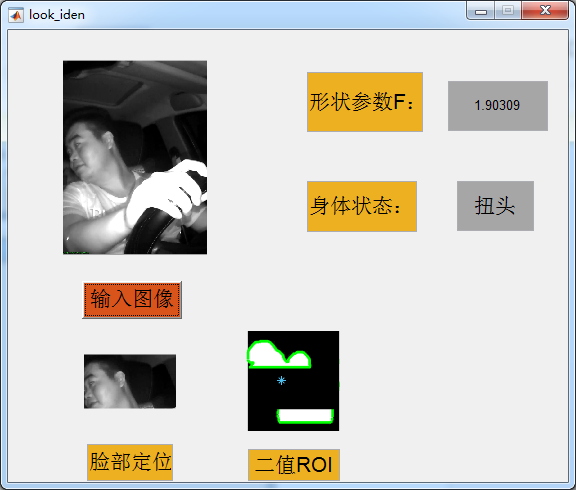 look_iden
形状参数F：
1.90309
身体状态：
扭头
输入图像
脸部定位
二值ROI